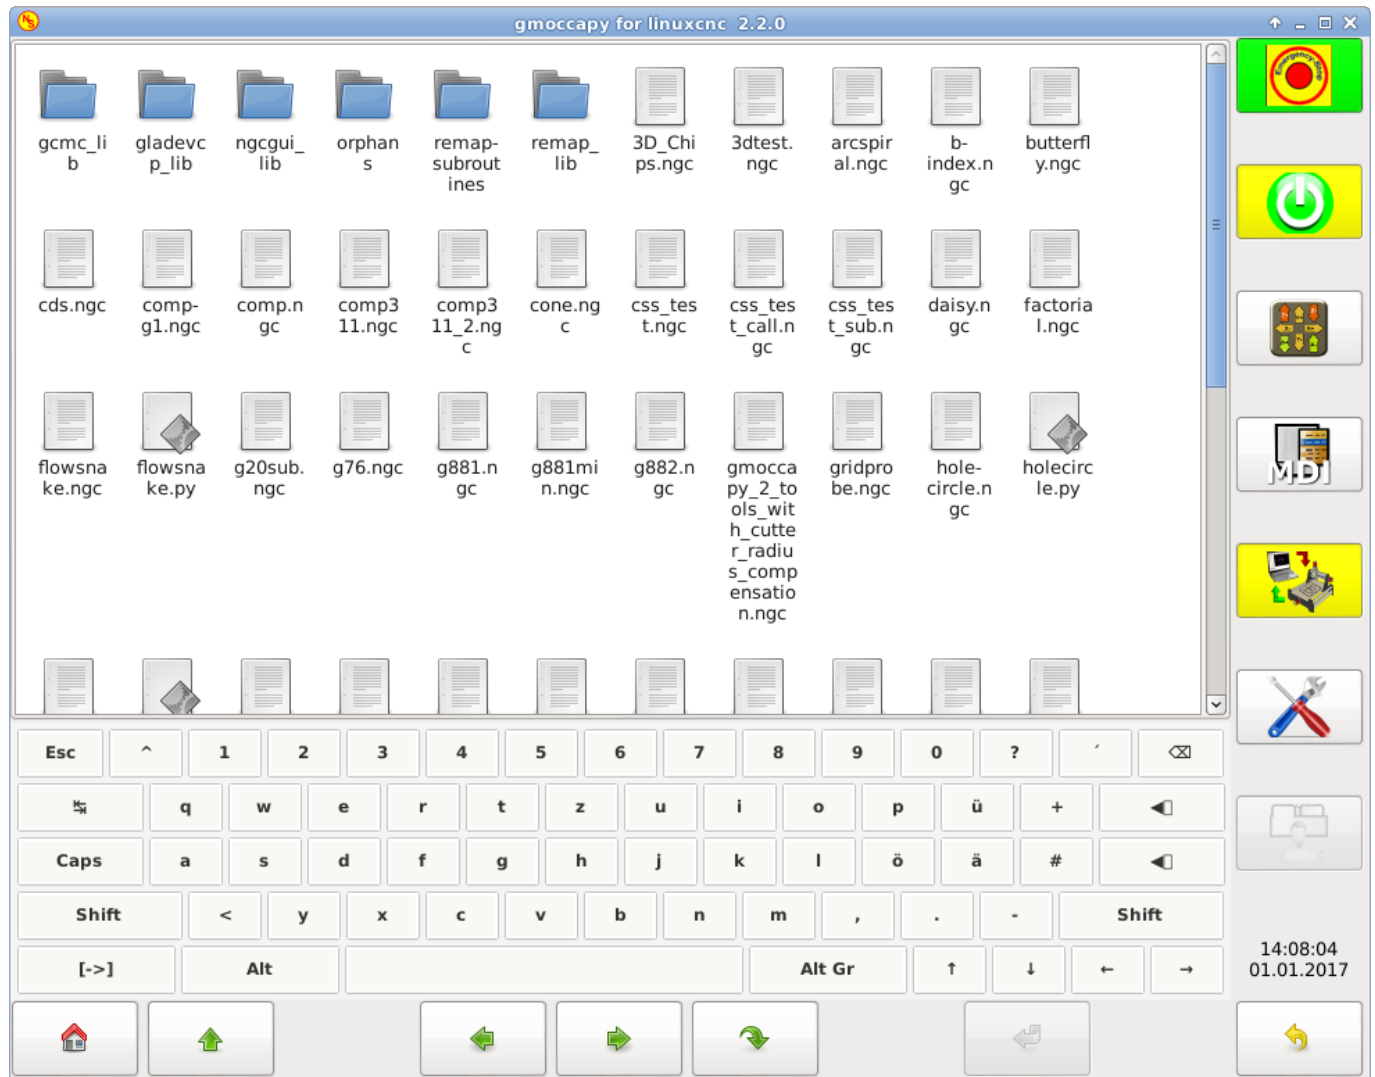 gmoccapy for linuxcnc 2.2.0
Emergency-Stop
gcmc_li
b
gladevc
p_lib
ngcgui_
lib
orphan
s
remap-
subrout
ines
remap_
lib
3D_Chi
ps.ngc
3dtest.
ngc
arcspir
al.ngc
b-
index.n
gc
butterfl
y.ngc
cds.ngc
comp-
g1.ngc
comp.n
gc
comp3
11.ngc
comp3
11_2.ng
c
cone.ng
c
css_tes
t.ngc
css_tes
t_call.n
gc
css_tes
t_sub.n
gc
daisy.n
gc
factoria
l.ngc
MDI
flowsna
ke.ngc
flowsna
ke.py
g20sub.
ngc
g76.ngc
g881.n
gc
g881mi
n.ngc
g882.n
gc
gmocca
py_2_to
ols_wit
h_cutte
r_radiu
s_comp
ensatio
n.ngc
gridpro
be.ngc
hole-
circle.n
gc
holecirc
le.py
Esc ^ 1 2 3 4 5 6 7 8 9 0 ? ´ ⌫
↹ q w e r t z u i o p ü +
Caps a s d f g h j k l ö ä #
Shift < y x c v b n m , . - Shift
[->] Alt Alt Gr ↑ ↓ ← →
14:08:04
01.01.2017